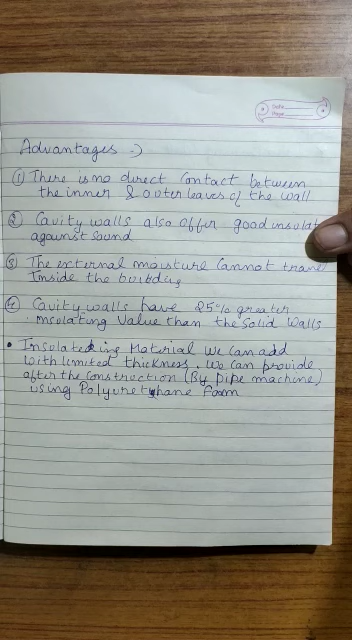 Date
Page
Advantages :-)
① There is no direct Contact between
the inner & outer leaves of the wall
② Cavity walls also offer good insulat
against Sound
③ The external moisture Cannot trave
Inside the building
④ Cavity walls have 25% greater
insulating Value than the Solid Walls
• Insulateding Material we can add
with limited thickness, we can provide
after the construction (By pipe machine)
using Polyurethane Foam